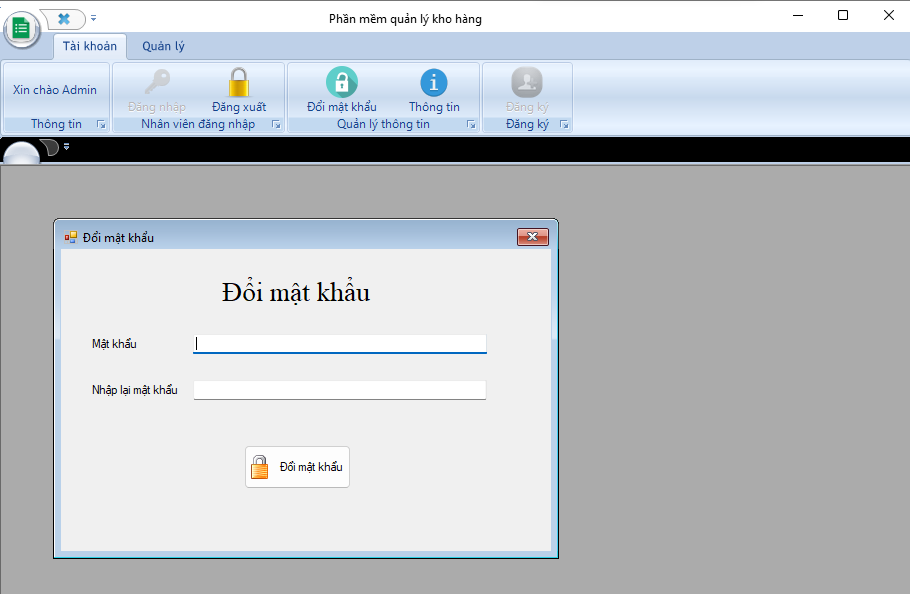 Phần mềm quản lý kho hàng
Tài khoản Quản lý
Xin chào Admin
Đăng nhập Đăng xuất Đổi mật khẩu Thông tin Đăng ký
Thông tin Nhân viên đăng nhập Quản lý thông tin Đăng ký
Đổi mật khẩu
Đổi mật khẩu
Mật khẩu
Nhập lại mật khẩu
Đổi mật khẩu